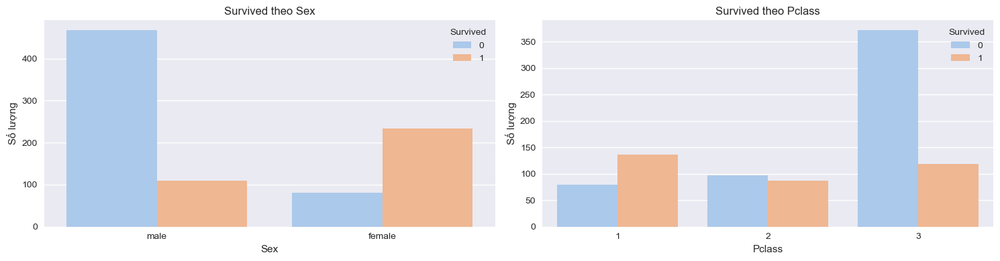 Survived theo Sex
Số lượng
400
300
200
100
0
male
female
Sex
Survived
0
1
Survived theo Pclass
Số lượng
350
300
250
200
150
100
50
0
1
2
3
Pclass
Survived
0
1